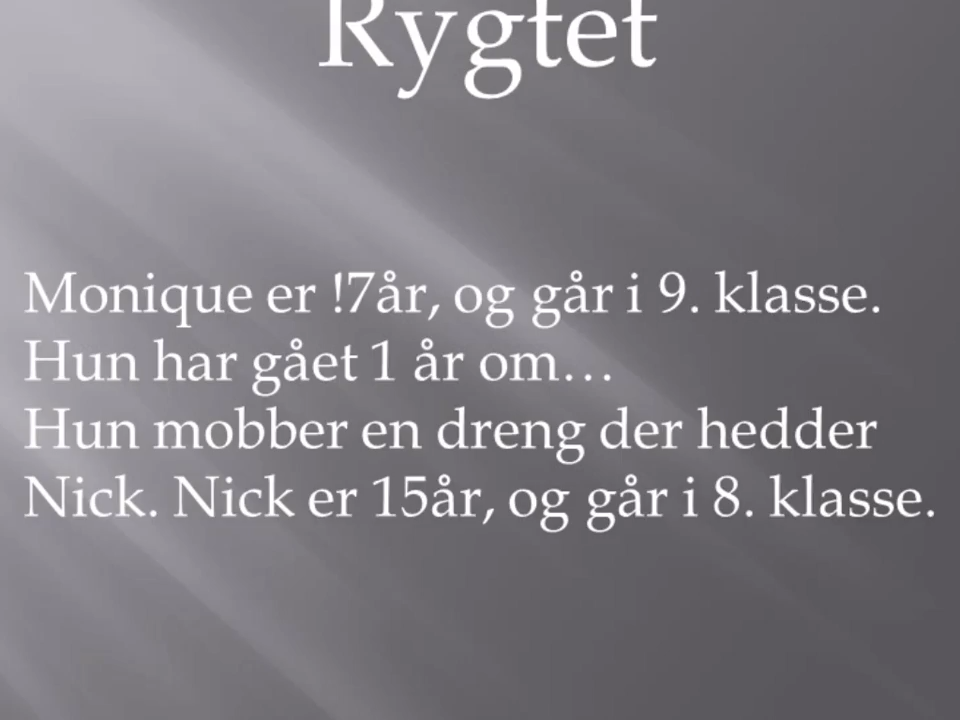 Rygtet
Monique er !7år, og går i 9. klasse.
Hun har gået 1 år om…
Hun mobber en dreng der hedder
Nick. Nick er 15år, og går i 8. klasse.